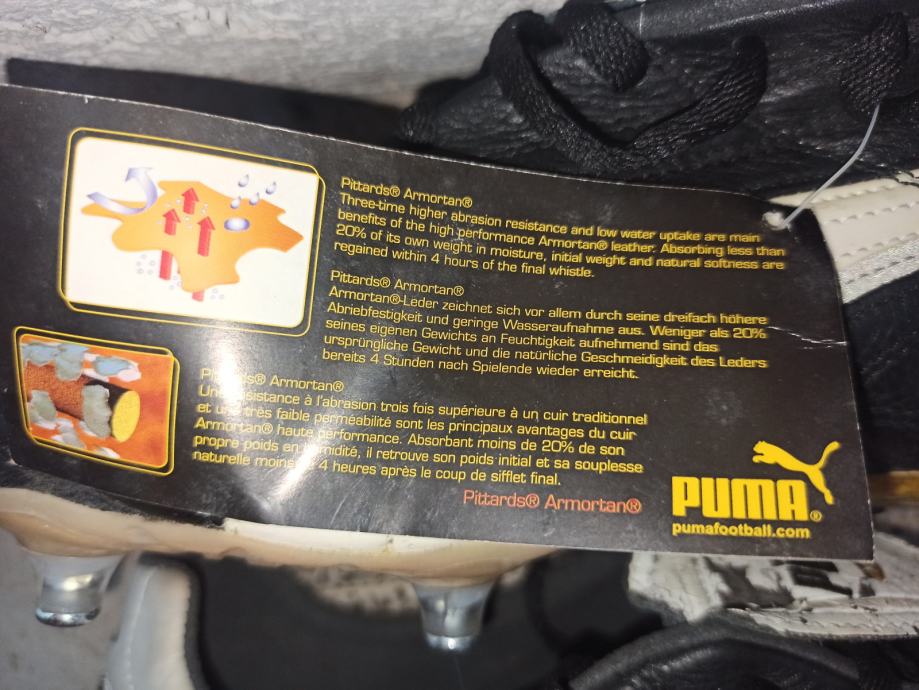 Pittards® Armortan®
Three-time higher abrasion resistance and low water uptake are main
benefits of the high performance Armortan® leather. Absorbing less than
20% of its own weight in moisture, initial weight and natural softness are
regained within 4 hours of the final whistle.
Pittards® Armortan®
Armortan®-Leder zeichnet sich vor allem durch seine dreifach höhere
Abriebfestigkeit und geringe Wasseraufnahme aus. Weniger als 20%
seines eigenen Gewichts an Feuchtigkeit aufnehmend sind das
ursprüngliche Gewicht und die natürliche Geschmeidigkeit des Leders
bereits 4 Stunden nach Spielende wieder erreicht.
Pittards® Armortan®
Une résistance à l'abrasion trois fois supérieure à un cuir traditionnel
et une très faible perméabilité sont les principaux avantages du cuir
Armortan® haute performance. Absorbant moins de 20% de son
propre poids en humidité, il retrouve son poids initial et sa souplesse
naturelle moins 4 heures après le coup de sifflet final.
Pittards® Armortan®
PUMA®
pumafootball.com